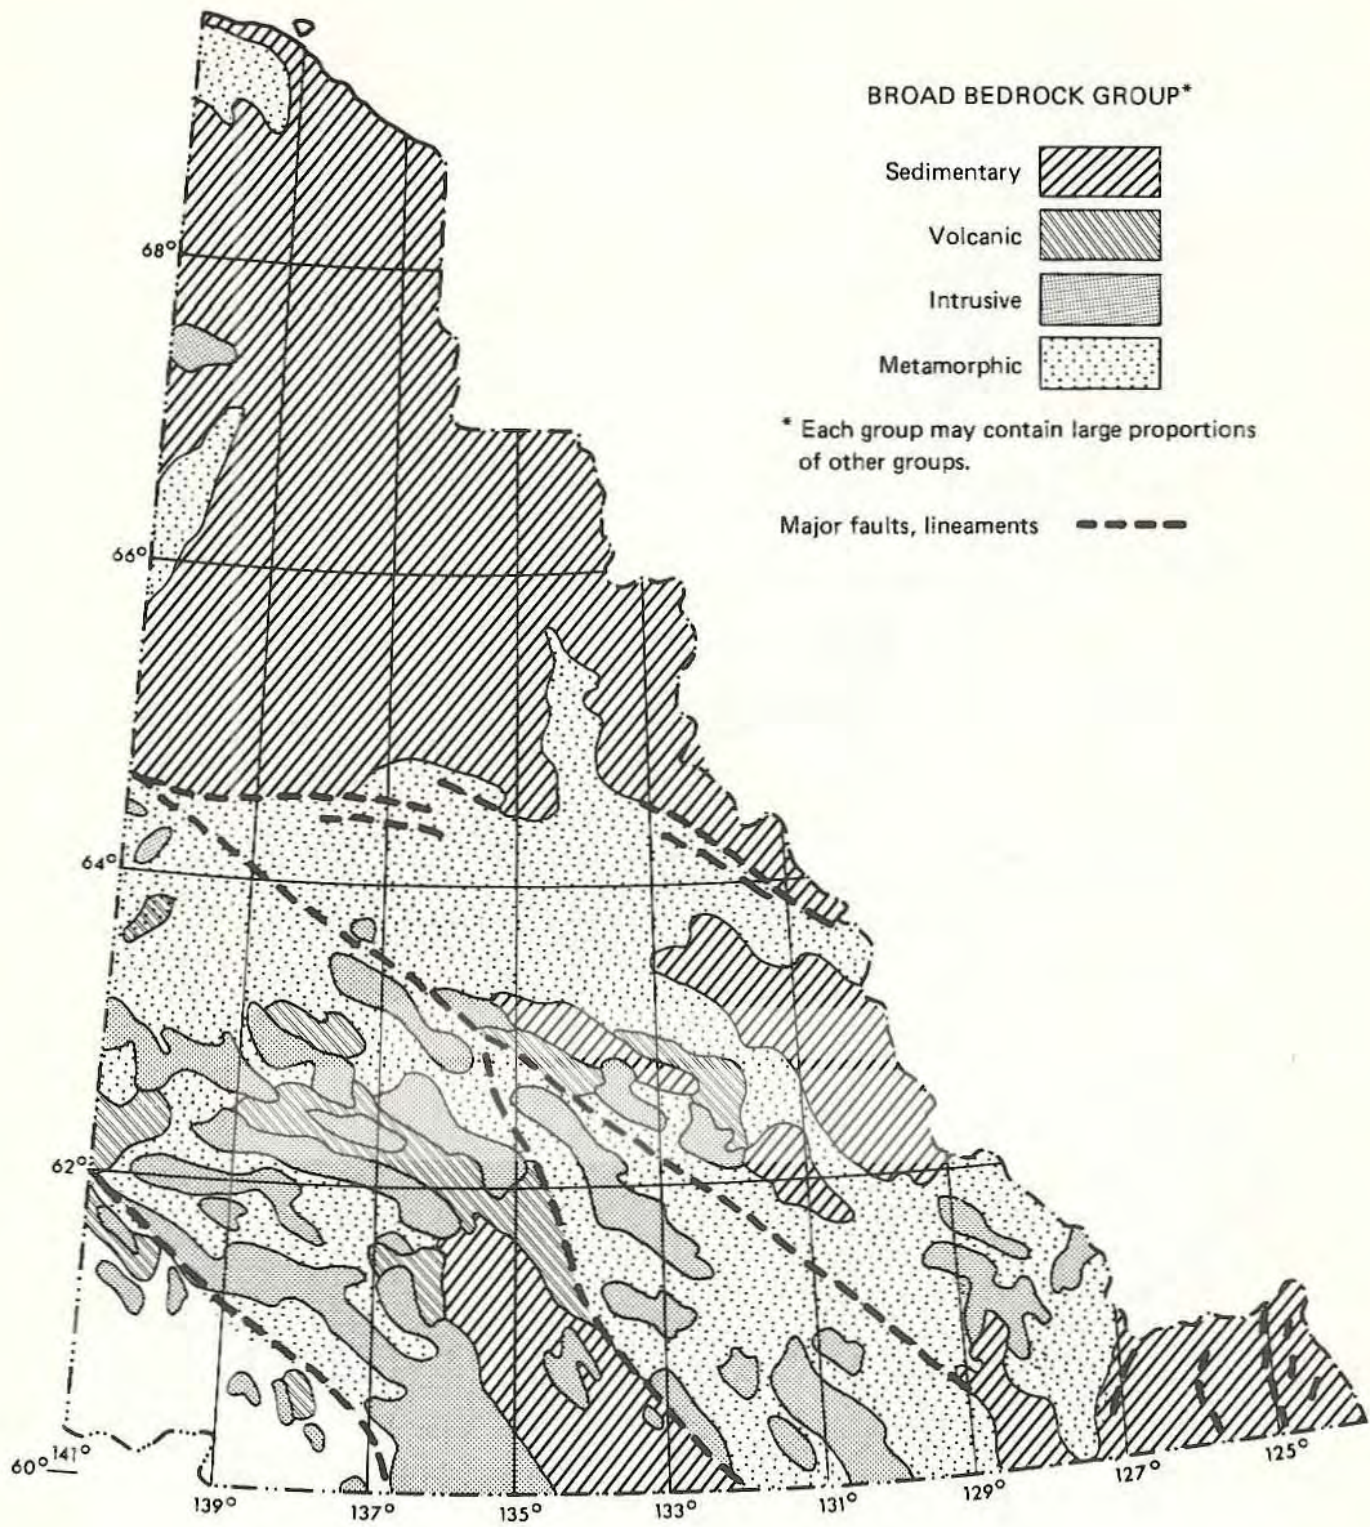 BROAD BEDROCK GROUP*
Sedimentary
Volcanic
Intrusive
Metamorphic
* Each group may contain large proportions
of other groups.
Major faults, lineaments
68°
66°
64°
62°
60°
141°
139°
137°
135°
133°
131°
129°
127°
125°